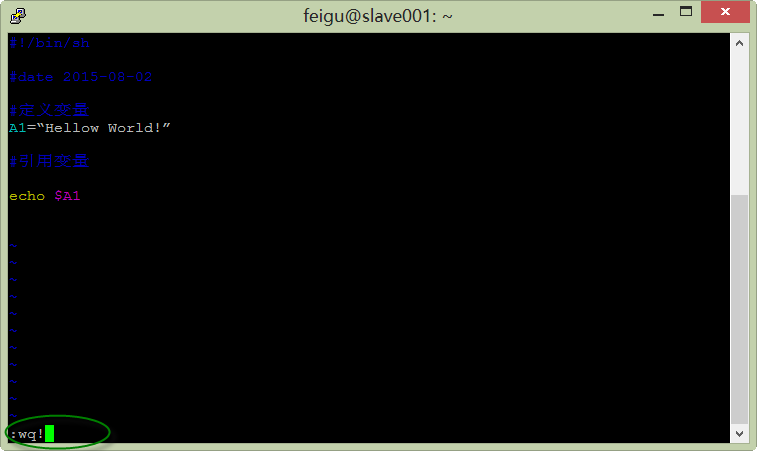 feigu@slave001: ~
#!/bin/sh
#date 2015-08-02
#定义变量
A1=“Hellow World!”
#引用变量
echo $A1
~
~
~
~
~
~
~
~
~
~
~
:wq!